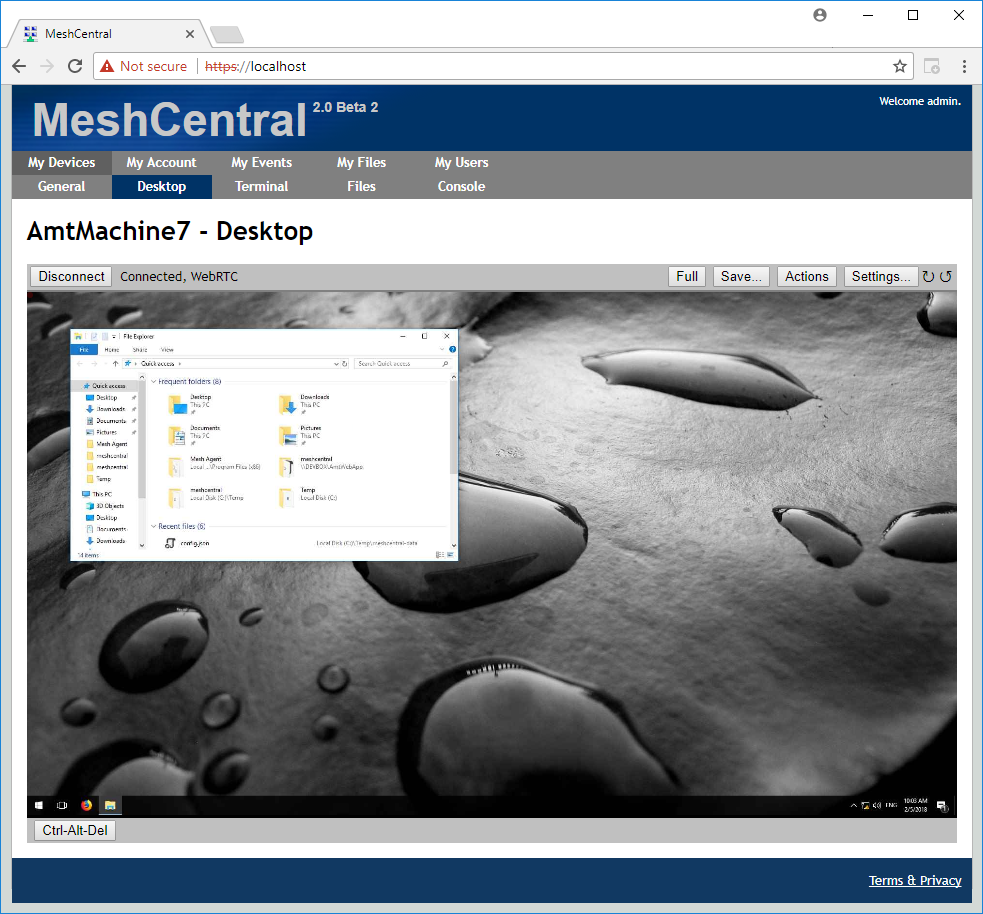 MeshCentral
Not secure | https://localhost
MeshCentral 2.0 Beta 2
Welcome admin.
My Devices My Account My Events My Files My Users
General Desktop Terminal Files Console
AmtMachine7 - Desktop
Disconnect Connected, WebRTC Full Save... Actions Settings...
File Explorer
File Home Share View
Quick access Search Quick access
Quick access
Desktop
Downloads
Documents
Pictures
Mesh Agent
meshcentral
meshcentral
Temp
This PC
3D Objects
Desktop
Documents
Downloads
Frequent folders (8)
Desktop
This PC
Downloads
This PC
Documents
This PC
Pictures
This PC
Mesh Agent
Local ...\Program Files (x86)
meshcentral
\\DEVBOX\AmtWebApp
meshcentral
Local Disk (C:)\Temp
Temp
Local Disk (C:)
Recent files (6)
config.json Local Disk (C:)\Temp\meshcentral-data
14 items
ENG
10:03 AM
2/5/2018
Ctrl-Alt-Del
Terms & Privacy